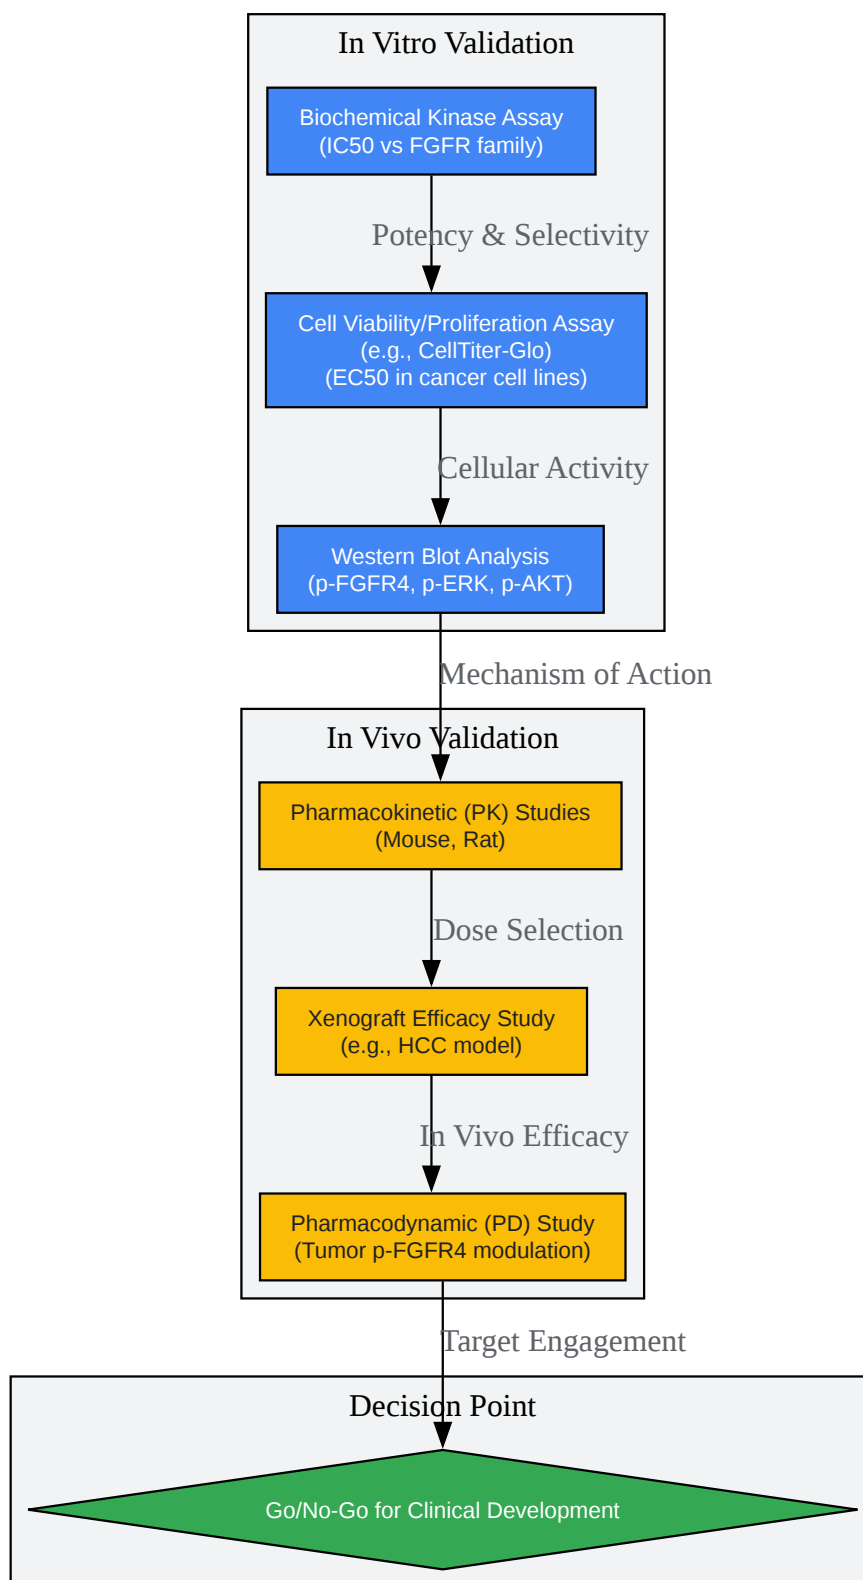 In Vitro Validation
Biochemical Kinase Assay
(IC50 vs FGFR family)
Potency & Selectivity
Cell Viability/Proliferation Assay
(e.g., CellTiter-Glo)
(EC50 in cancer cell lines)
Cellular Activity
Western Blot Analysis
(p-FGFR4, p-ERK, p-AKT)
Mechanism of Action
In Vivo Validation
Pharmacokinetic (PK) Studies
(Mouse, Rat)
Dose Selection
Xenograft Efficacy Study
(e.g., HCC model)
In Vivo Efficacy
Pharmacodynamic (PD) Study
(Tumor p-FGFR4 modulation)
Target Engagement
Decision Point
Go/No-Go for Clinical Development